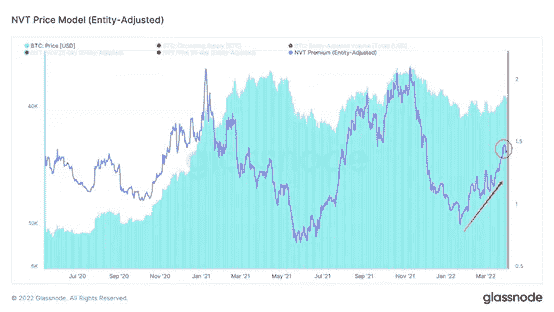 NVT Price Model (Entity-Adjusted)
BTC: Price [USD]
NVT Premium (Entity-Adjusted)
60K
2
1.5
1
0.5
Jul '20 Sep '20 Nov '20 Jan '21 Mar '21 May '21 Jul '21 Sep '21 Nov '21 Jan '22 Mar '22
© 2022 Glassnode. All Rights Reserved.
glassnode